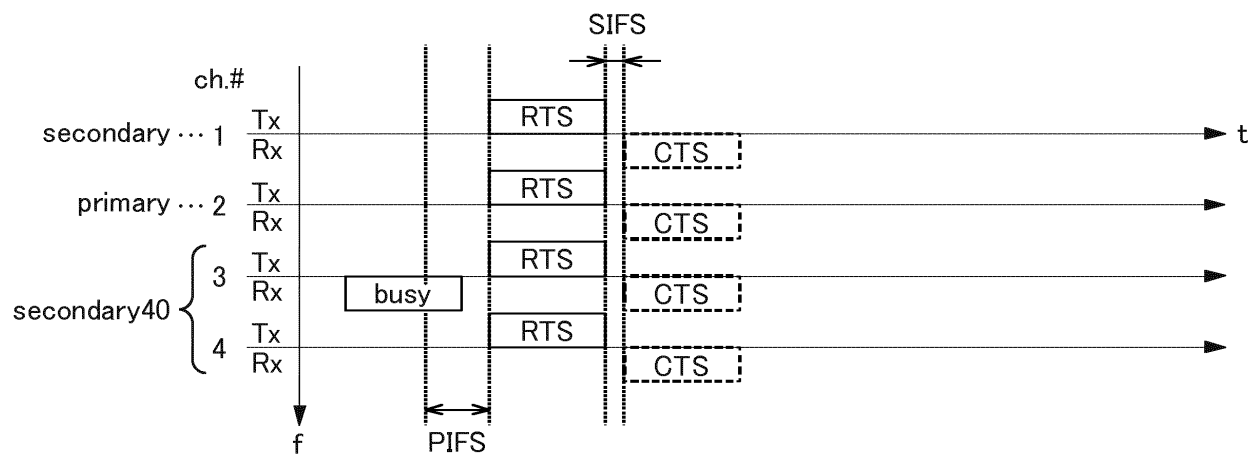 SIFS
ch.#
secondary ··· 1 Tx RTS t
Rx CTS
primary ··· 2 Tx RTS
Rx CTS
secondary40 3 Tx RTS
Rx busy CTS
4 Tx RTS
Rx CTS
f PIFS